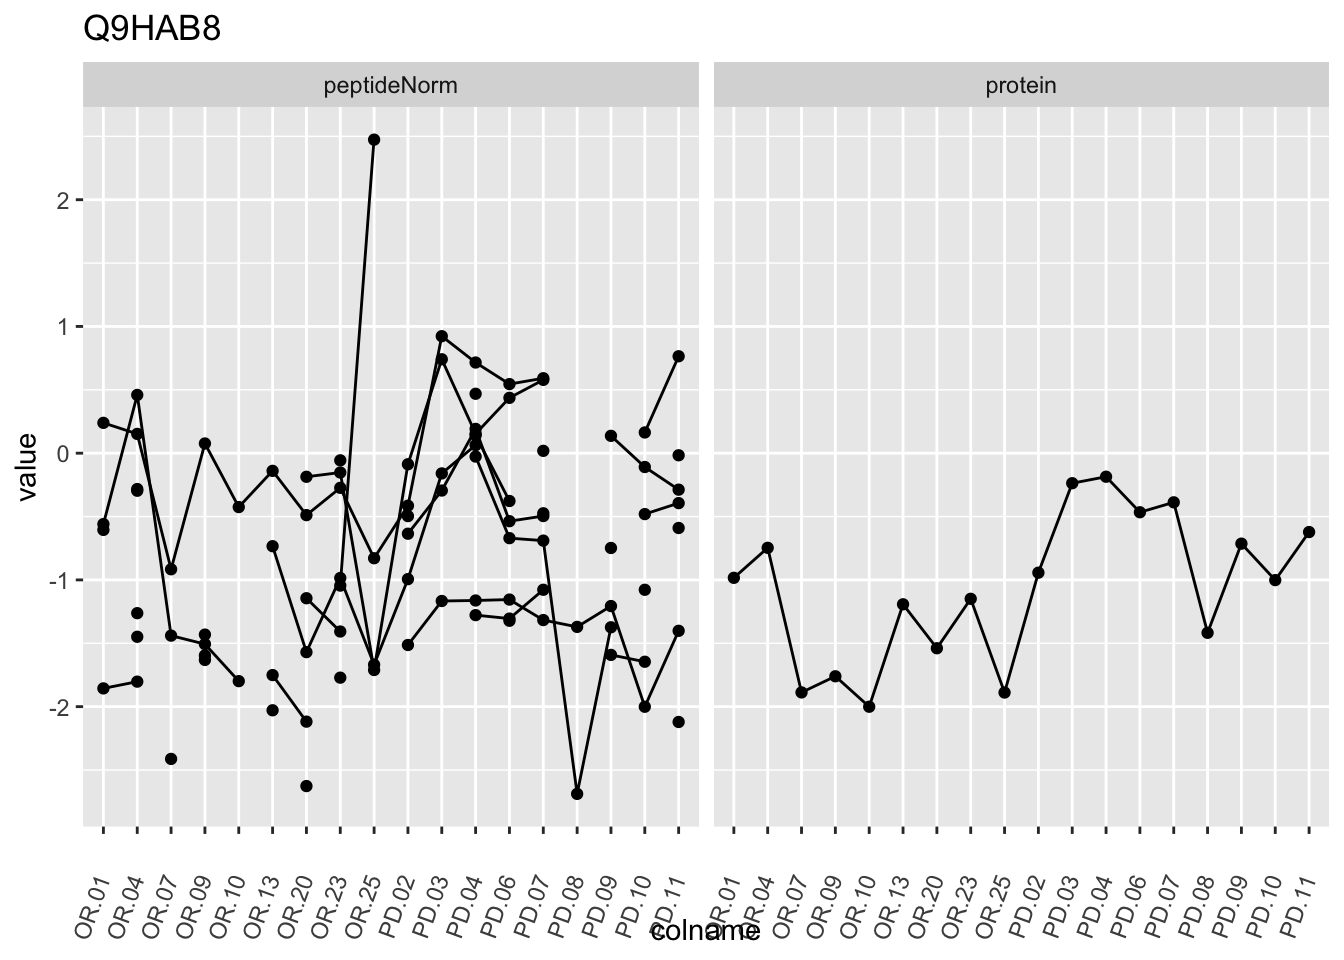 Q9HAB8
peptideNorm
protein
value
2
1
0
-1
-2
OR.01
OR.04
OR.07
OR.09
OR.10
OR.13
OR.20
OR.23
OR.25
PD.02
PD.03
PD.04
PD.06
PD.07
PD.08
PD.09
PD.10
PD.11
OR.01
OR.04
OR.07
OR.09
OR.10
OR.13
OR.20
OR.23
OR.25
PD.02
PD.03
PD.04
PD.06
PD.07
PD.08
PD.09
PD.10
PD.11
colname